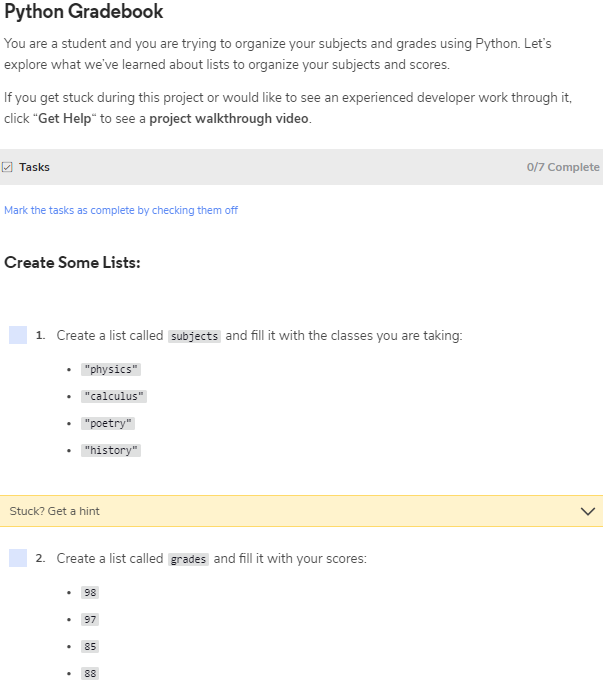 Python Gradebook
You are a student and you are trying to organize your subjects and grades using Python. Let’s
explore what we’ve learned about lists to organize your subjects and scores.
If you get stuck during this project or would like to see an experienced developer work through it,
click “Get Help“ to see a project walkthrough video.
Tasks 0/7 Complete
Mark the tasks as complete by checking them off
Create Some Lists:
1. Create a list called subjects and fill it with the classes you are taking:
• "physics"
• "calculus"
• "poetry"
• "history"
Stuck? Get a hint
2. Create a list called grades and fill it with your scores:
• 98
• 97
• 85
• 88